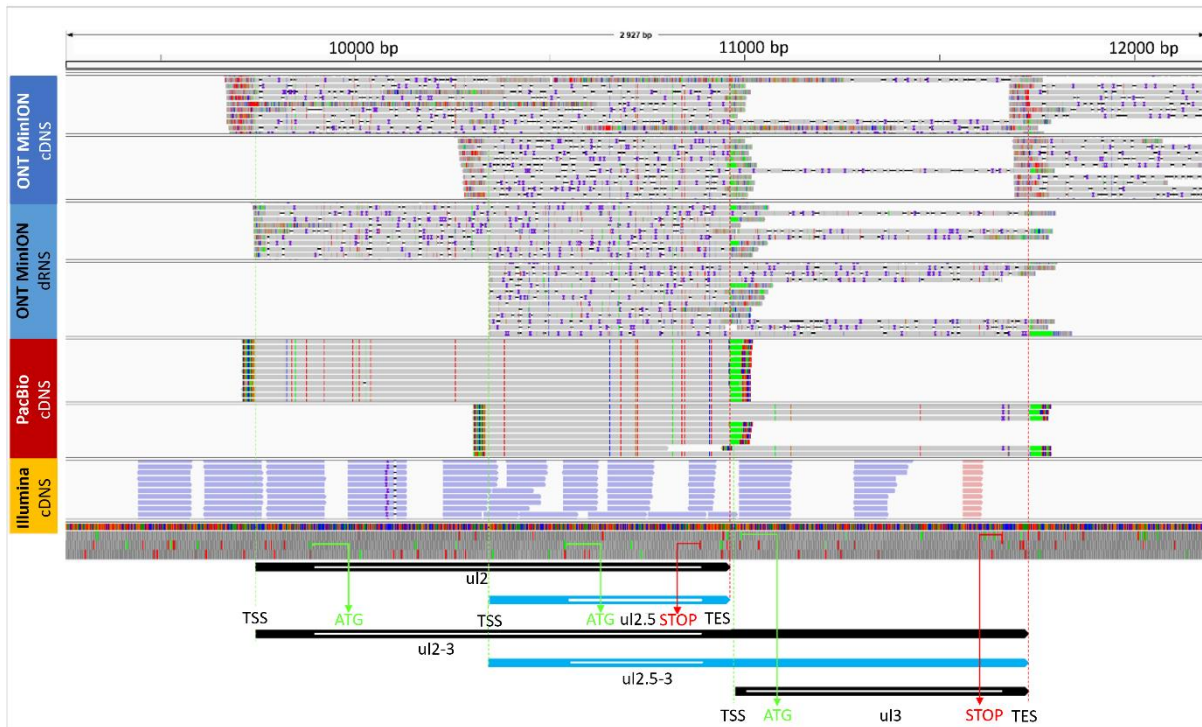 2 927 bp
10000 bp 11000 bp 12000 bp
ONT MinION
cDNS
ONT MinION
dRNS
PacBio
cDNS
Illumina
cDNS
ul2
TSS ATG TSS ATG ul2.5 STOP TES
ul2-3
ul2.5-3
TSS ATG ul3 STOP TES